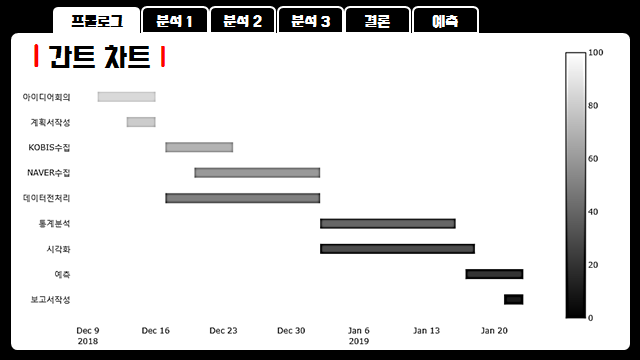 프롤로그 분석 1 분석 2 분석 3 결론 예측
| 간트 차트 |
아이디어회의
계획서작성
KOBIS수집
NAVER수집
데이터전처리
통계분석
시각화
예측
보고서작성
Dec 9 Dec 16 Dec 23 Dec 30 Jan 6 Jan 13 Jan 20
2018 2019
100
80
60
40
20
0